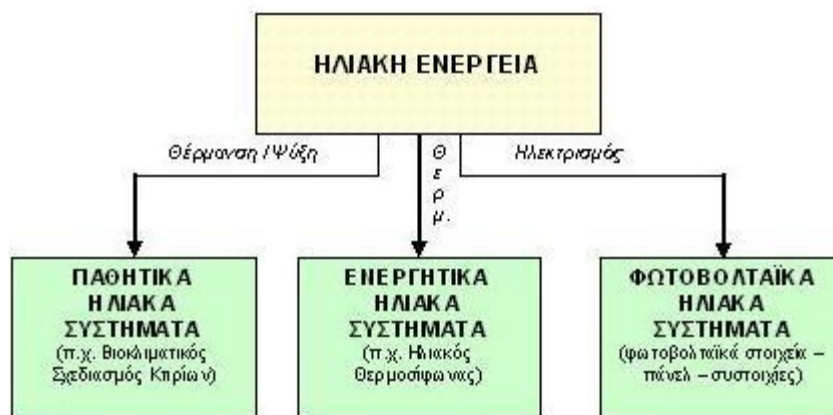 ΗΛΙΑΚΗ ΕΝΕΡΓΕΙΑ
Θέρμανση / Ψύξη
Θερμ.
Ηλεκτρισμός
ΠΑΘΗΤΙΚΑ
ΗΛΙΑΚΑ
ΣΥΣΤΗΜΑΤΑ
(π.χ. Βιοκλιματικός
Σχεδιασμός Κτιρίων)
ΕΝΕΡΓΗΤΙΚΑ
ΗΛΙΑΚΑ
ΣΥΣΤΗΜΑΤΑ
(π.χ. Ηλιακός
Θερμοσίφωνας)
ΦΩΤΟΒΟΛΤΑΪΚΑ
ΗΛΙΑΚΑ
ΣΥΣΤΗΜΑΤΑ
(φωτοβολταϊκά στοιχεία –
πάνελ – συστοιχίες)